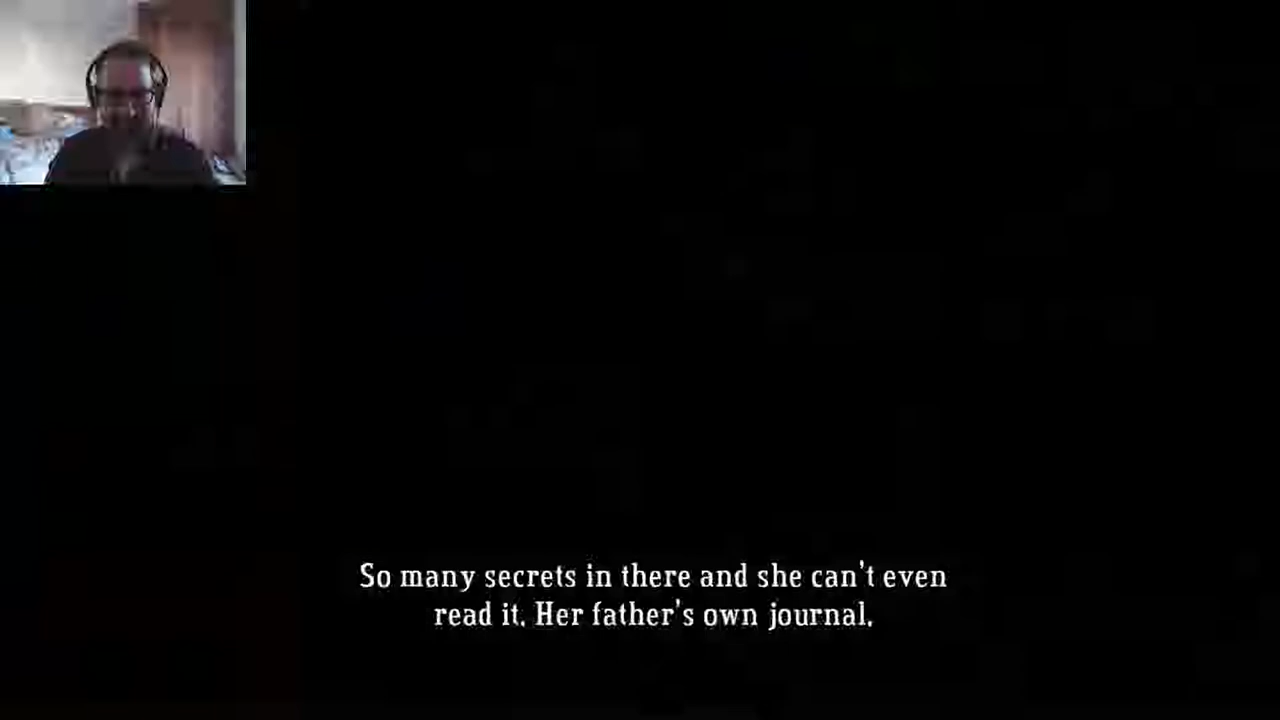 So many secrets in there and she can't even
read it. Her father's own journal.